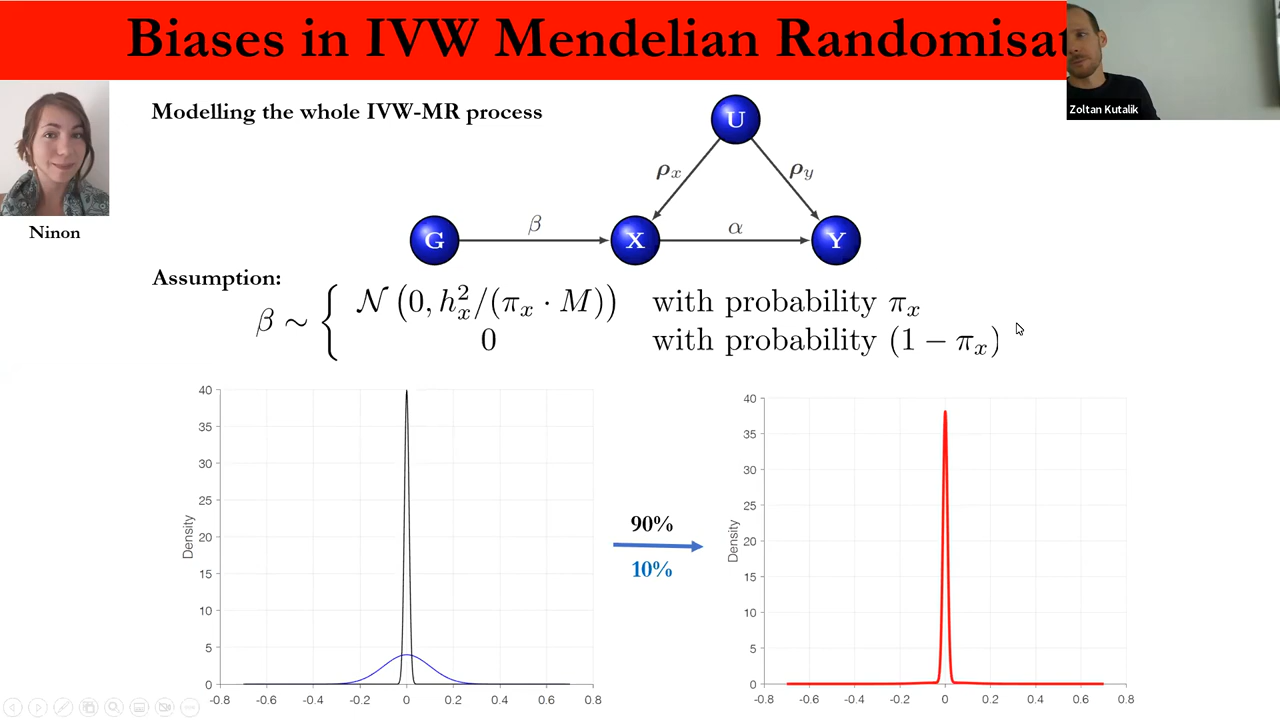 Biases in IVW Mendelian Randomisat
Zoltan Kutalik
Modelling the whole IVW-MR process
Ninon
U
ρx ρy
β α
G X Y
Assumption:
β ∼ { N (0, h²x/(πx · M)) with probability πx
0 with probability (1 − πx)
40
35
30
25
20
15
10
5
0
Density
-0.8 -0.6 -0.4 -0.2 0 0.2 0.4 0.6 0.8
90%
10%
40
35
30
25
20
15
10
5
0
Density
-0.8 -0.6 -0.4 -0.2 0 0.2 0.4 0.6 0.8